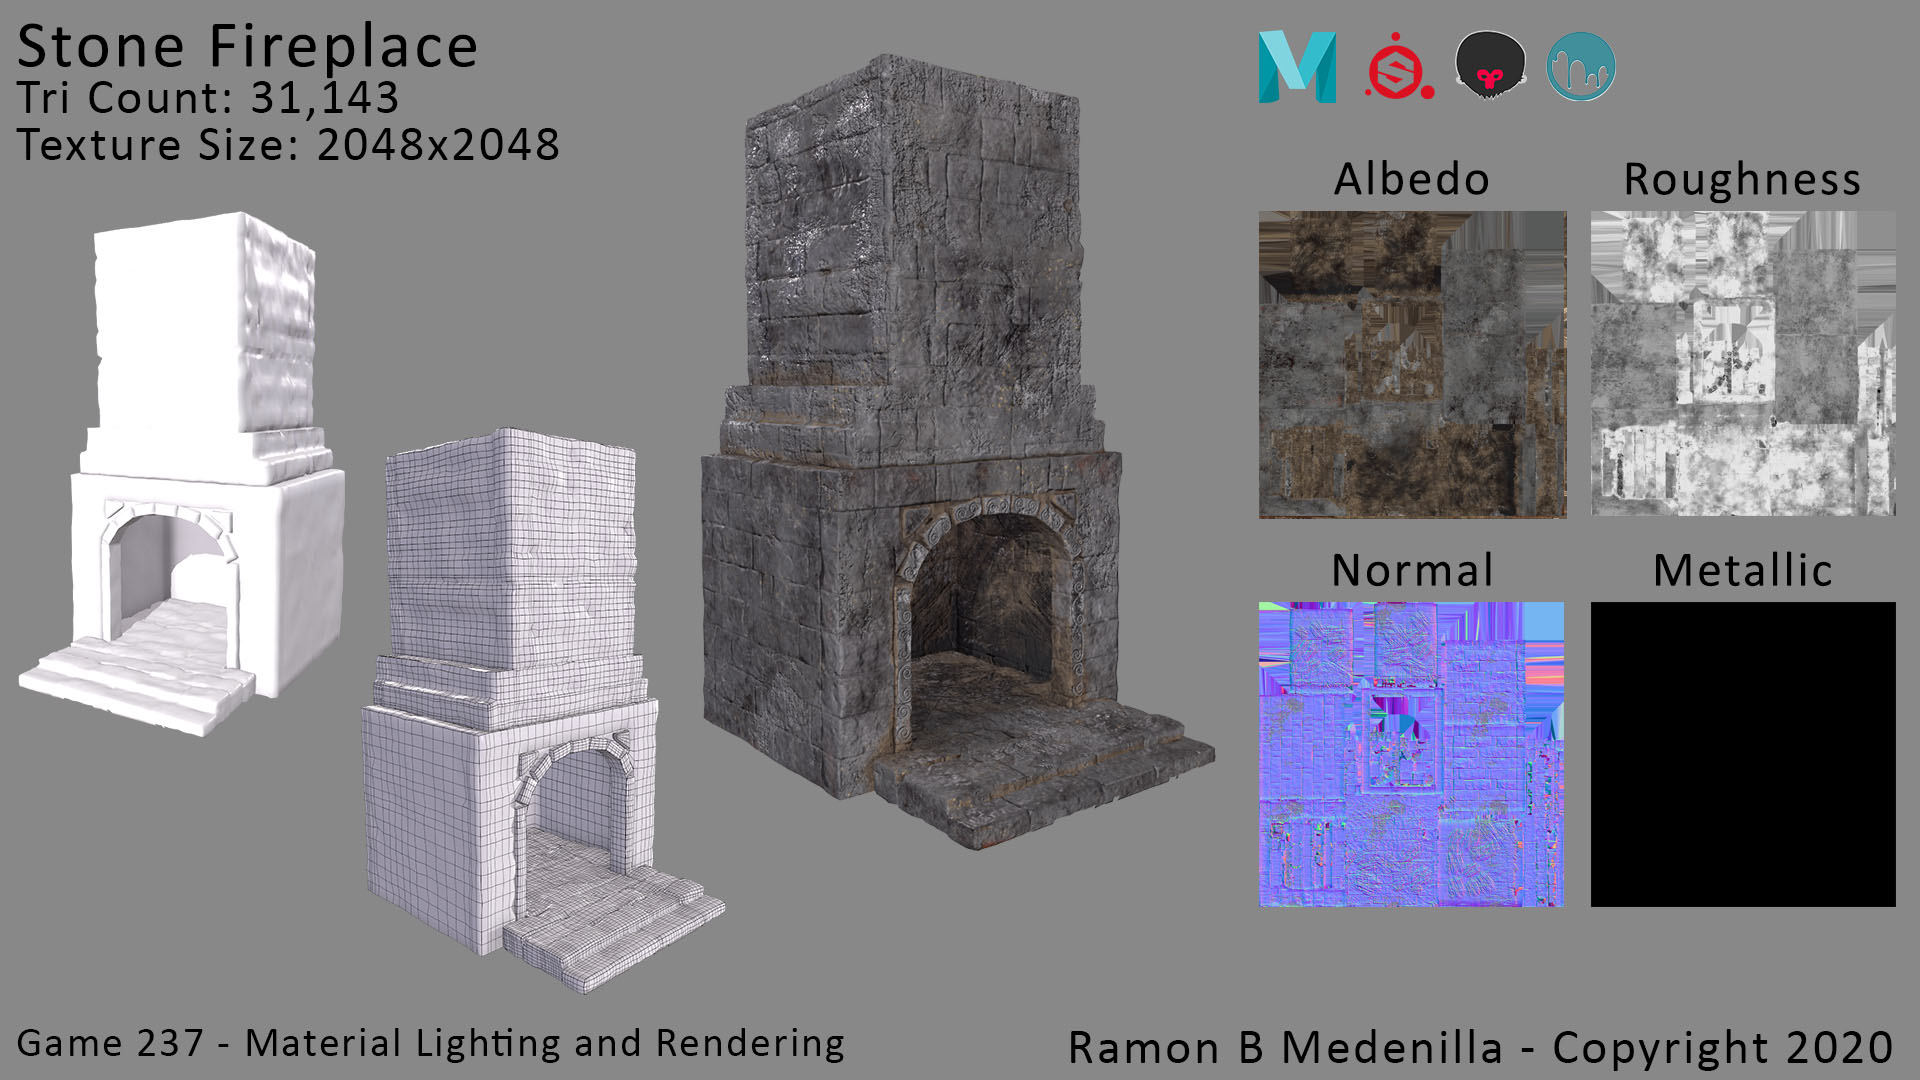 Stone Fireplace
Tri Count: 31,143
Texture Size: 2048x2048
Albedo
Roughness
Normal
Metallic
Game 237 - Material Lighting and Rendering
Ramon B Medenilla - Copyright 2020